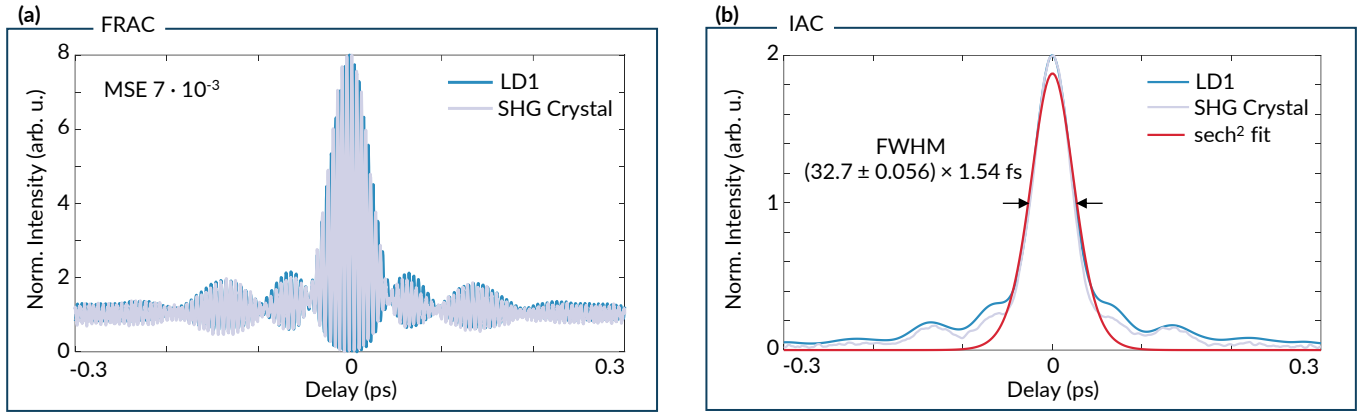 (a)
FRAC
Norm. Intensity (arb. u.)
8
6
4
2
0
MSE 7 · 10⁻³
LD1
SHG Crystal
-0.3
0
0.3
Delay (ps)
(b)
IAC
Norm. Intensity (arb. u.)
2
1
0
LD1
SHG Crystal
sech² fit
FWHM
(32.7 ± 0.056) × 1.54 fs
-0.3
0
0.3
Delay (ps)